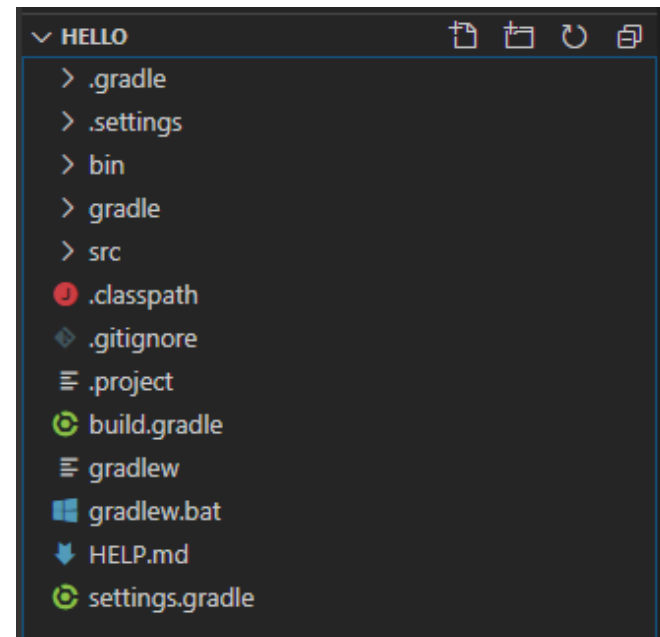 HELLO
.gradle
.settings
bin
gradle
src
.classpath
.gitignore
.project
build.gradle
gradlew
gradlew.bat
HELP.md
settings.gradle